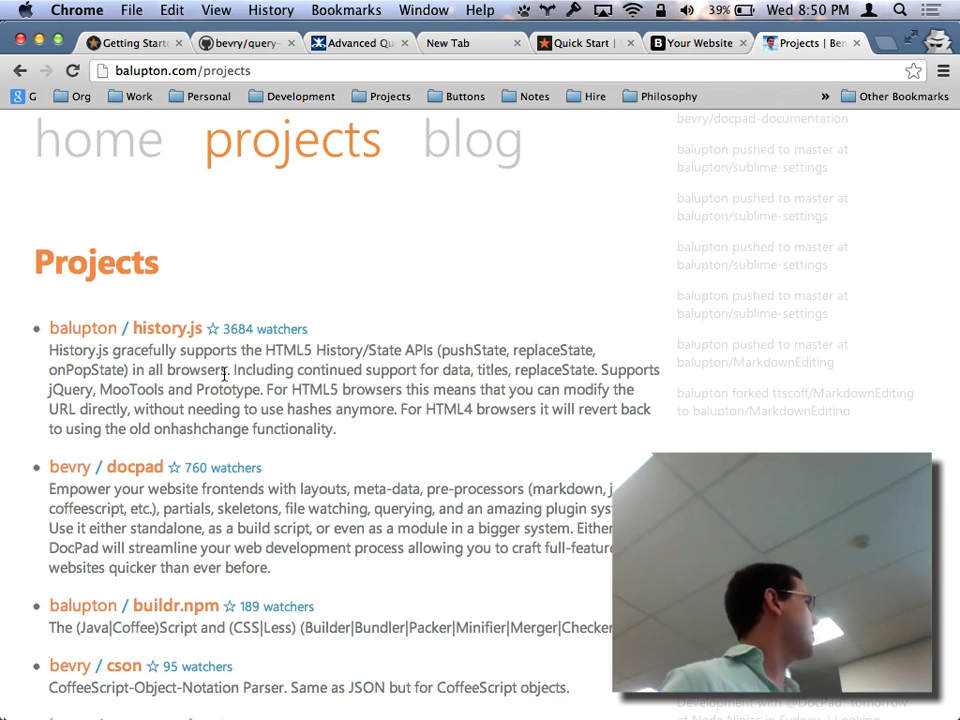 Chrome File Edit View History Bookmarks Window Help 39% Wed 8:50 PM
Getting Starte bevry/query- Advanced Qu New Tab Quick Start | Your Website Projects | Ben
balupton.com/projects
G Org Work Personal Development Projects Buttons Notes Hire Philosophy » Other Bookmarks
home projects blog
Projects
balupton / history.js ☆ 3684 watchers
History.js gracefully supports the HTML5 History/State APIs (pushState, replaceState,
onPopState) in all browsers. Including continued support for data, titles, replaceState. Supports
jQuery, MooTools and Prototype. For HTML5 browsers this means that you can modify the
URL directly, without needing to use hashes anymore. For HTML4 browsers it will revert back
to using the old onhashchange functionality.
bevry / docpad ☆ 760 watchers
Empower your website frontends with layouts, meta-data, pre-processors (markdown, j
coffeescript, etc.), partials, skeletons, file watching, querying, and an amazing plugin sys
Use it either standalone, as a build script, or even as a module in a bigger system. Either
DocPad will streamline your web development process allowing you to craft full-feature
websites quicker than ever before.
balupton / buildr.npm ☆ 189 watchers
The (Java|Coffee)Script and (CSS|Less) (Builder|Bundler|Packer|Minifier|Merger|Checker
bevry / cson ☆ 95 watchers
CoffeeScript-Object-Notation Parser. Same as JSON but for CoffeeScript objects.
bevry/docpad-documentation
balupton pushed to master at
balupton/sublime-settings
balupton pushed to master at
balupton/sublime-settings
balupton pushed to master at
balupton/sublime-settings
balupton pushed to master at
balupton/sublime-settings
balupton pushed to master at
balupton/MarkdownEditing
balupton forked ttscoff/MarkdownEditing
to balupton/MarkdownEditing
Development with @DocPad" tomorrow
at Node Ninjas in Sydney :) Looking